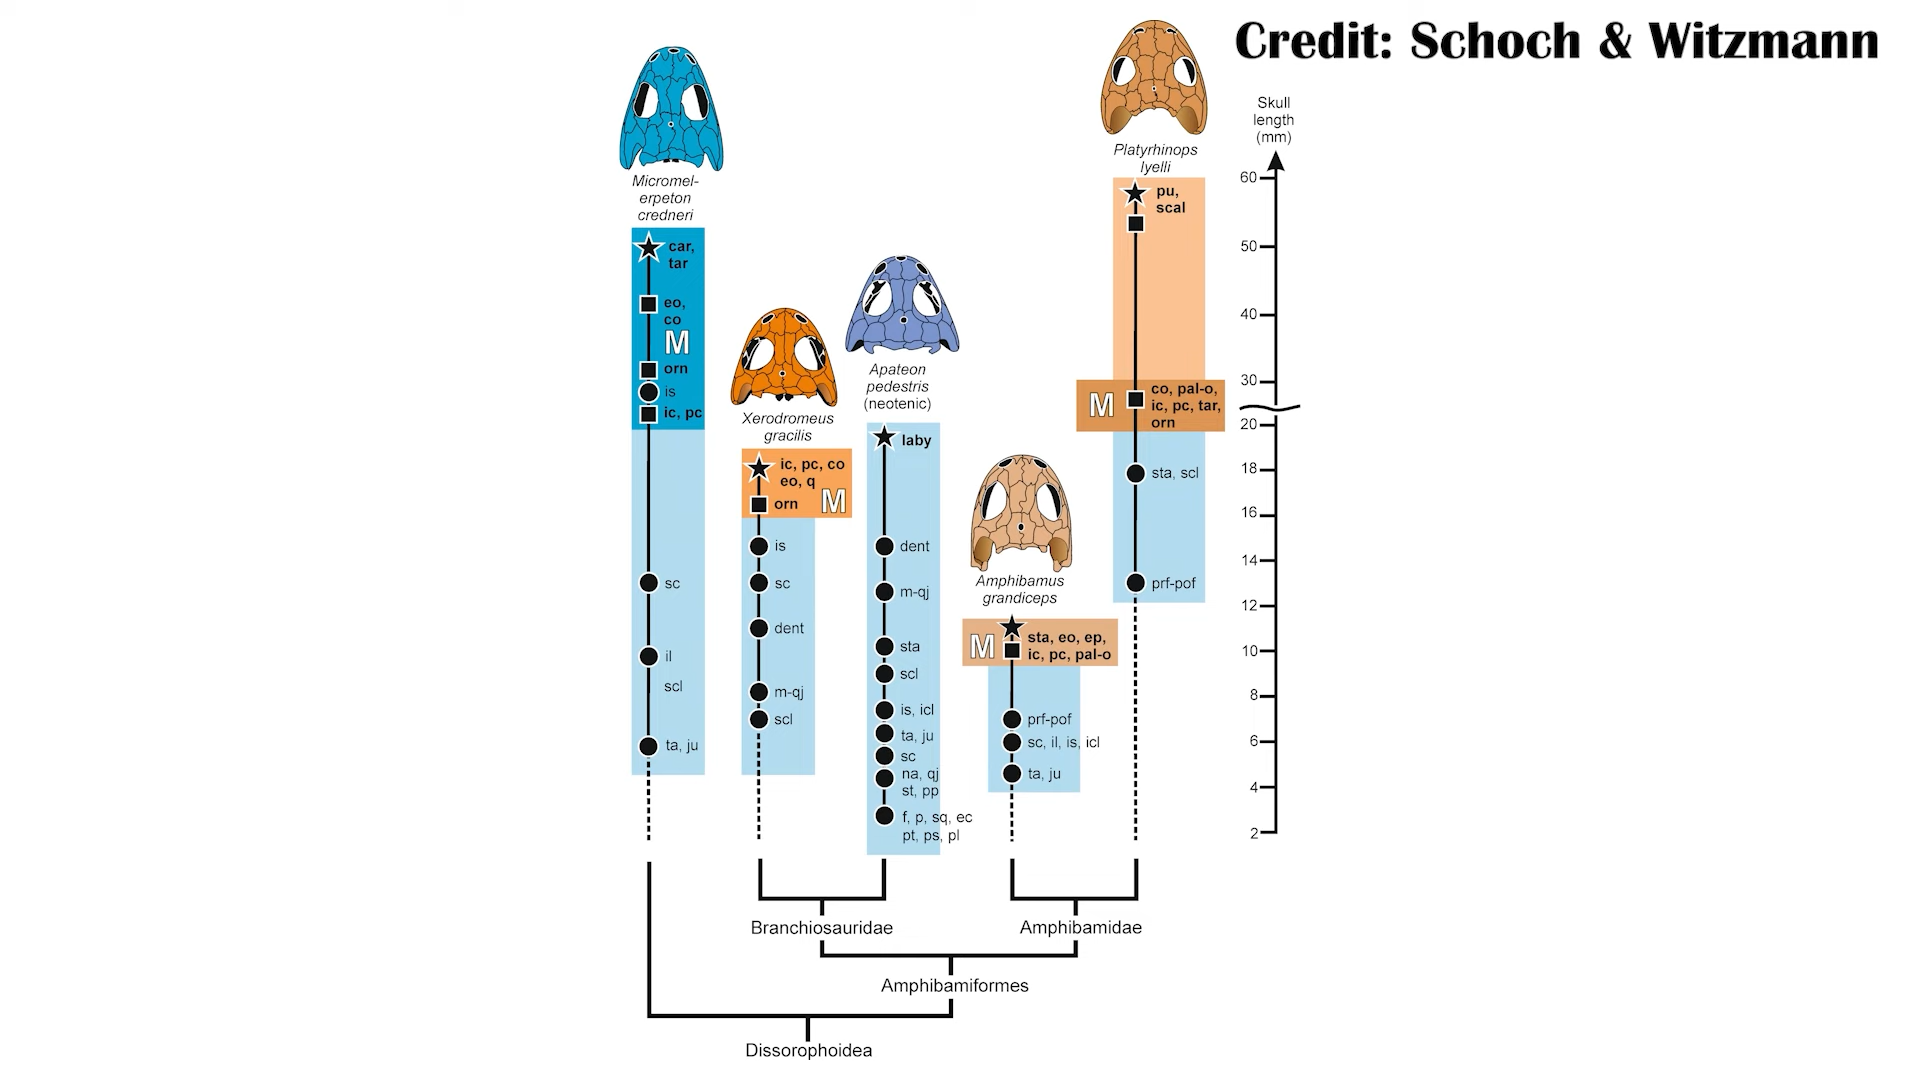 Credit: Schoch & Witzmann
Skull
length
(mm)
60
50
40
30
20
18
16
14
12
10
8
6
4
2
Micromel-
erpeton
credneri
car,
tar
eo,
co
M
orn
is
ic, pc
sc
il
scl
ta, ju
Xerodromeus
gracilis
ic, pc, co
eo, q
orn
M
is
sc
dent
m-qj
scl
Apateon
pedestris
(neotenic)
laby
dent
m-qj
sta
scl
is, icl
ta, ju
sc
na, qj
st, pp
f, p, sq, ec
pt, ps, pl
Amphibamus
grandiceps
M
sta, eo, ep,
ic, pc, pal-o
prf-pof
sc, il, is, icl
ta, ju
Platyrhinops
lyelli
pu,
scal
M
co, pal-o,
ic, pc, tar,
orn
sta, scl
prf-pof
Branchiosauridae
Amphibamidae
Amphibamiformes
Dissorophoidea